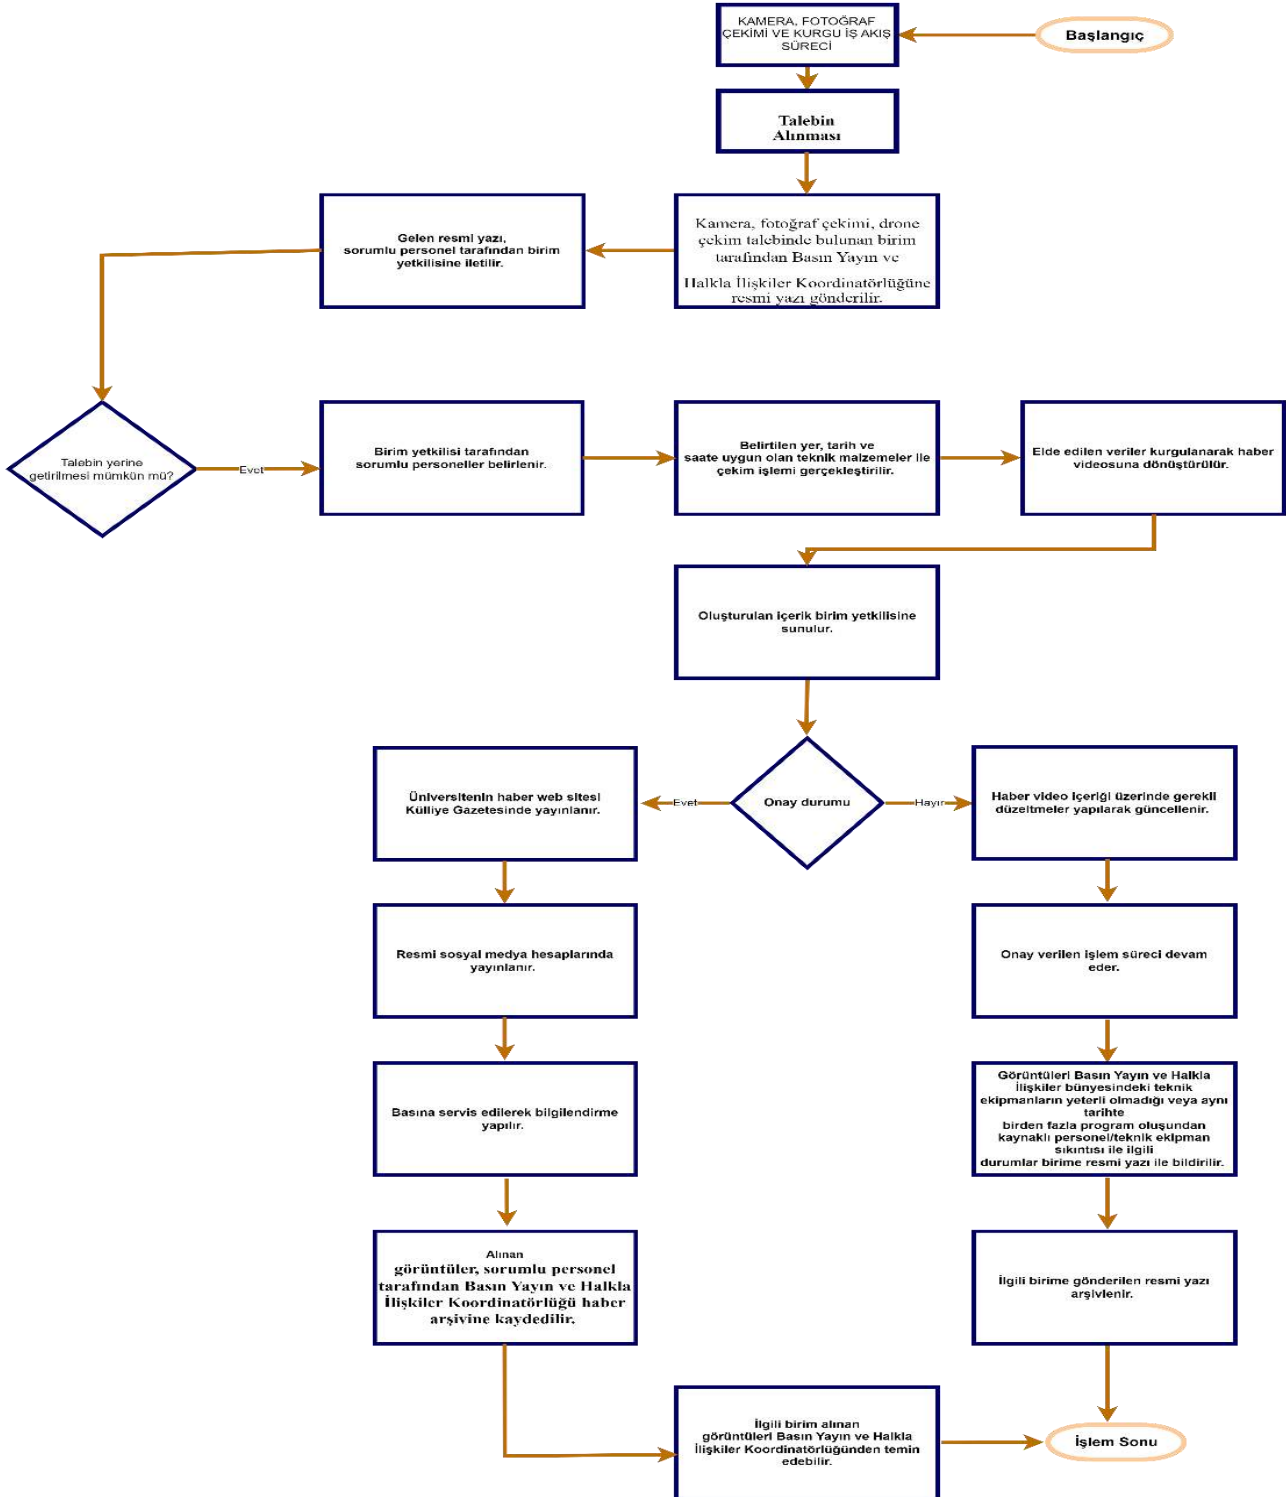 KAMERA, FOTOĞRAF
ÇEKİMİ VE KURGU İŞ AKIŞ
SÜRECİ
Başlangıç
Talebin
Alınması
Kamera, fotoğraf çekimi, drone
çekim talebinde bulunan birim
tarafından Basın Yayın ve
Halkla İlişkiler Koordinatörlüğüne
resmi yazı gönderilir.
Gelen resmi yazı,
sorumlu personel tarafından birim
yetkilisine iletilir.
Talebin yerine
getirilmesi mümkün mü?
Evet
Birim yetkilisi tarafından
sorumlu personeller belirlenir.
Belirtilen yer, tarih ve
saate uygun olan teknik malzemeler ile
çekim işlemi gerçekleştirilir.
Elde edilen veriler kurgulanarak haber
videosuna dönüştürülür.
Oluşturulan içerik birim yetkilisine
sunulur.
Onay durumu
Evet
Hayır
Üniversitenin haber web sitesi
Külliye Gazetesinde yayınlanır.
Haber video içeriği üzerinde gerekli
düzeltmeler yapılarak güncellenir.
Resmi sosyal medya hesaplarında
yayınlanır.
Onay verilen işlem süreci devam
eder.
Basına servis edilerek bilgilendirme
yapılır.
Görüntüleri Basın Yayın ve Halkla
İlişkiler bünyesindeki teknik
ekipmanların yeterli olmadığı veya aynı
tarihte
birden fazla program oluşundan
kaynaklı personel/teknik ekipman
sıkıntısı ile ilgili
durumlar birime resmi yazı ile bildirilir.
Alınan
görüntüler, sorumlu personel
tarafından Basın Yayın ve Halkla
İlişkiler Koordinatörlüğü haber
arşivine kaydedilir.
İlgili birime gönderilen resmi yazı
arşivlenir.
İlgili birim alınan
görüntüleri Basın Yayın ve Halkla
İlişkiler Koordinatörlüğünden temin
edebilir.
İşlem Sonu